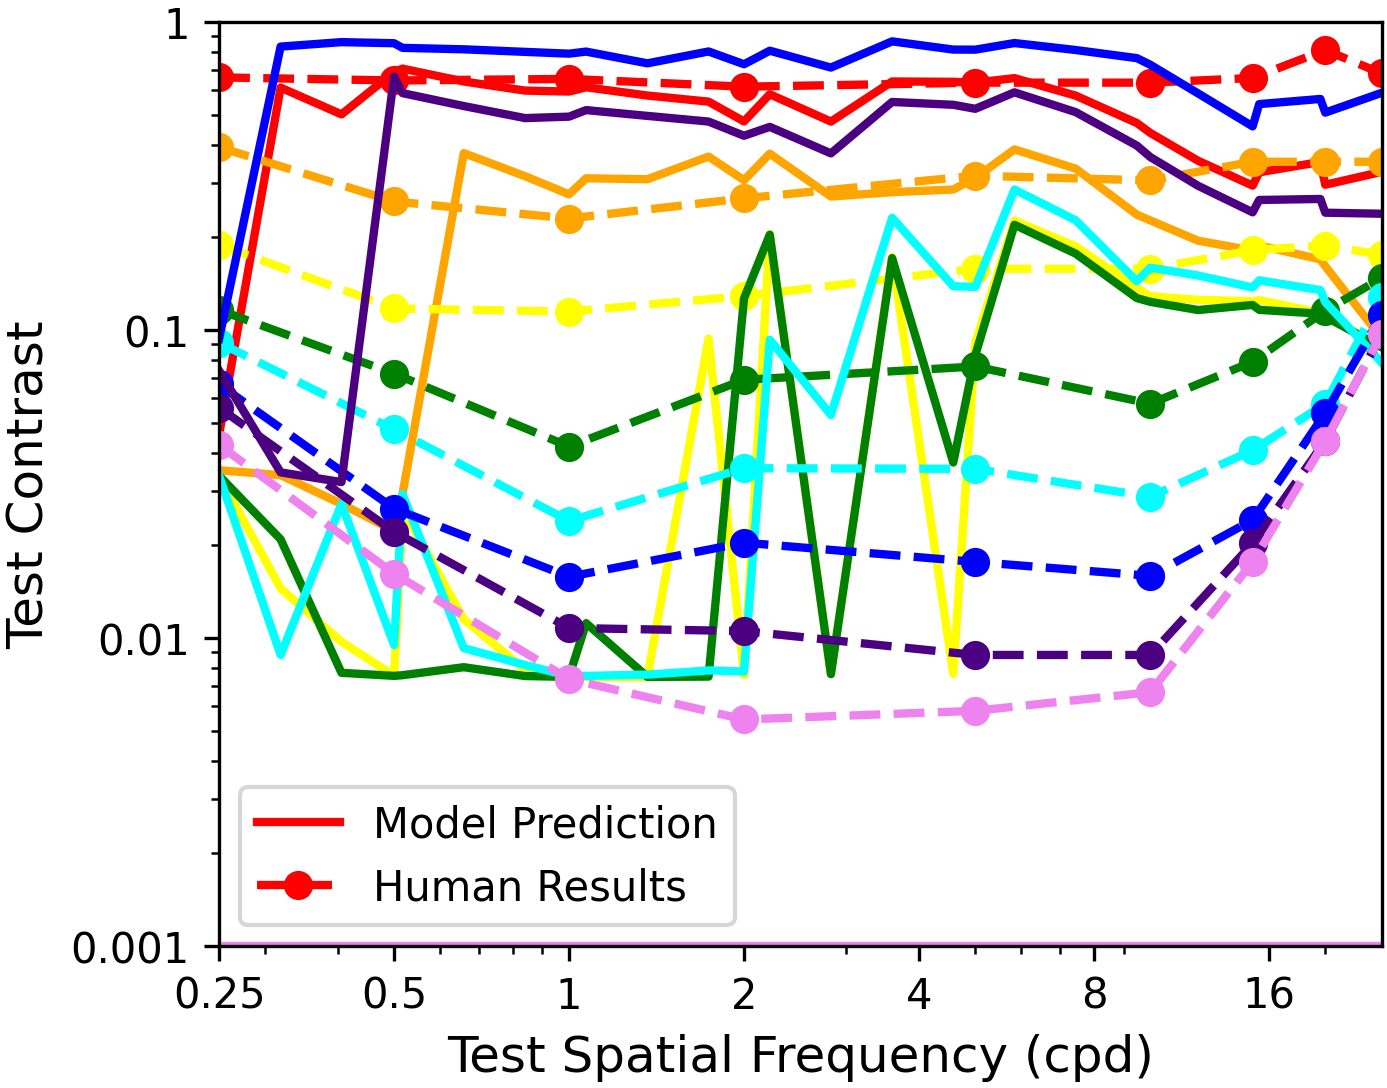 1
0.1
0.01
0.001
Test Contrast
Model Prediction
Human Results
0.25 0.5 1 2 4 8 16
Test Spatial Frequency (cpd)